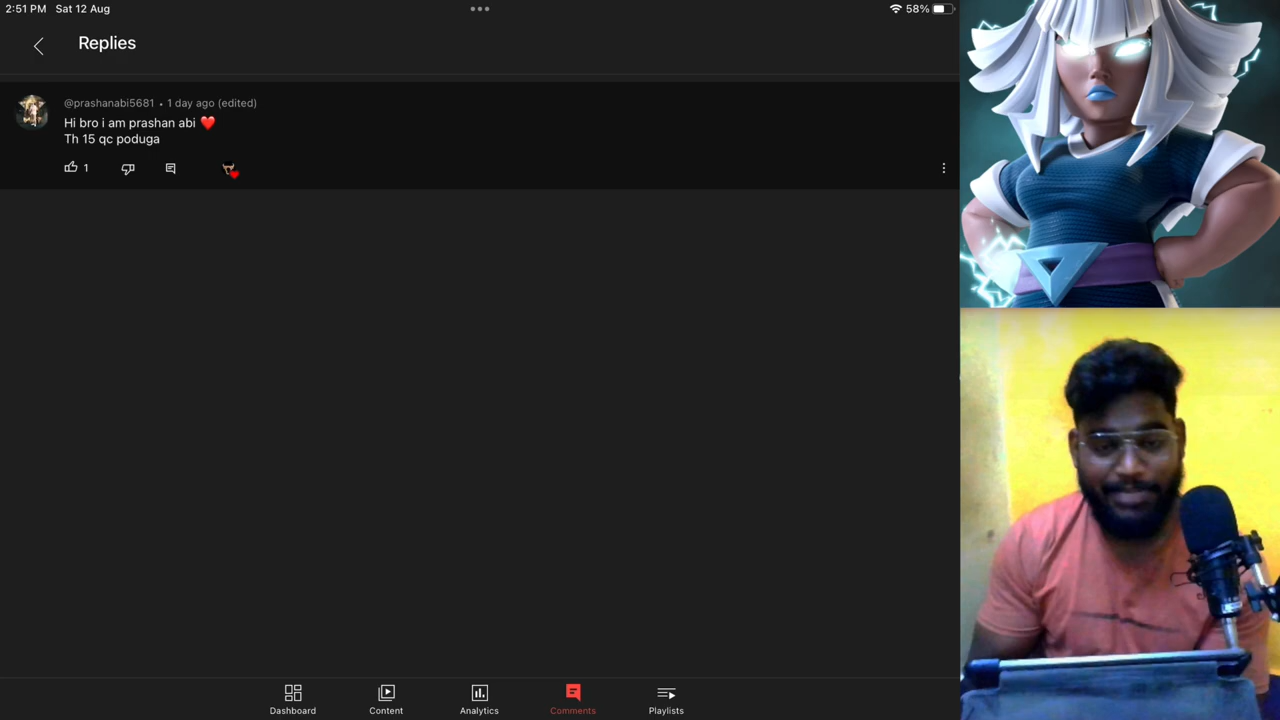 2:51 PM Sat 12 Aug
58%
Replies
@prashanabi5681 • 1 day ago (edited)
Hi bro i am prashan abi ❤️
Th 15 qc poduga
1
Dashboard
Content
Analytics
Comments
Playlists